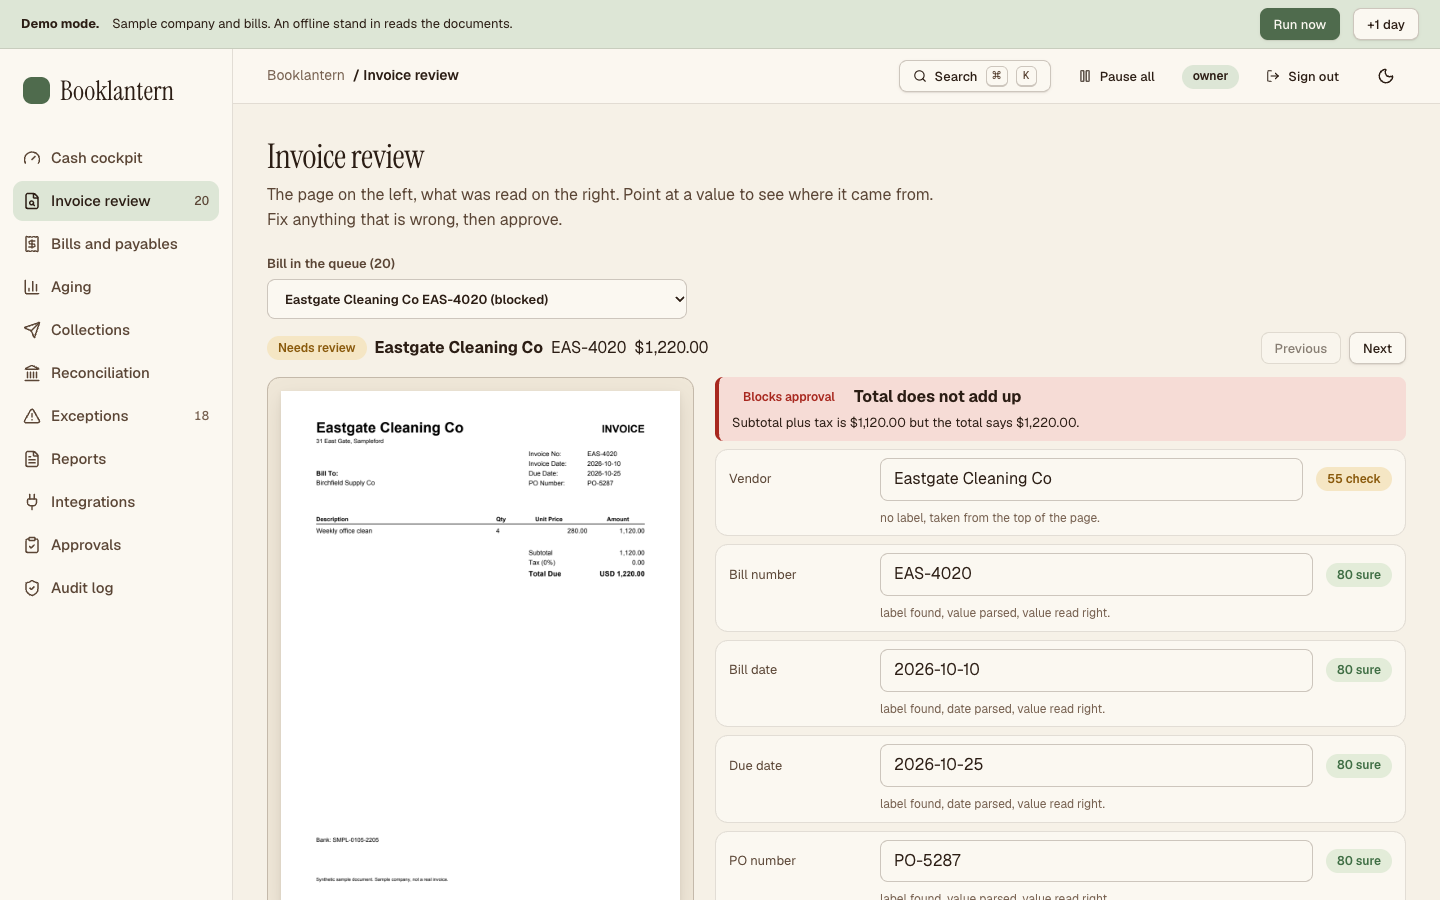 Demo mode. Sample company and bills. An offline stand in reads the documents.
Run now
+1 day
Booklantern
Booklantern / Invoice review
Search ⌘ K
Pause all
owner
Sign out
Cash cockpit
Invoice review 20
Bills and payables
Aging
Collections
Reconciliation
Exceptions 18
Reports
Integrations
Approvals
Audit log
Invoice review
The page on the left, what was read on the right. Point at a value to see where it came from.
Fix anything that is wrong, then approve.
Bill in the queue (20)
Eastgate Cleaning Co EAS-4020 (blocked)
Needs review Eastgate Cleaning Co EAS-4020 $1,220.00
Previous
Next
Eastgate Cleaning Co INVOICE
31 East Gate, Sampleford
Invoice No: EAS-4020
Invoice Date: 2026-10-10
Bill To: Due Date: 2026-10-25
Birchfield Supply Co PO Number: PO-5287
Description Qty Unit Price Amount
Weekly office clean 4 280.00 1,120.00
Subtotal 1,120.00
Tax (0%) 0.00
Total Due USD 1,220.00
Bank: SMPL-0105-2205
Synthetic sample document. Sample company, not a real invoice.
Blocks approval Total does not add up
Subtotal plus tax is $1,120.00 but the total says $1,220.00.
Vendor Eastgate Cleaning Co 55 check
no label, taken from the top of the page.
Bill number EAS-4020 80 sure
label found, value parsed, value read right.
Bill date 2026-10-10 80 sure
label found, date parsed, value read right.
Due date 2026-10-25 80 sure
label found, date parsed, value read right.
PO number PO-5287 80 sure
label found, value parsed, value read right.